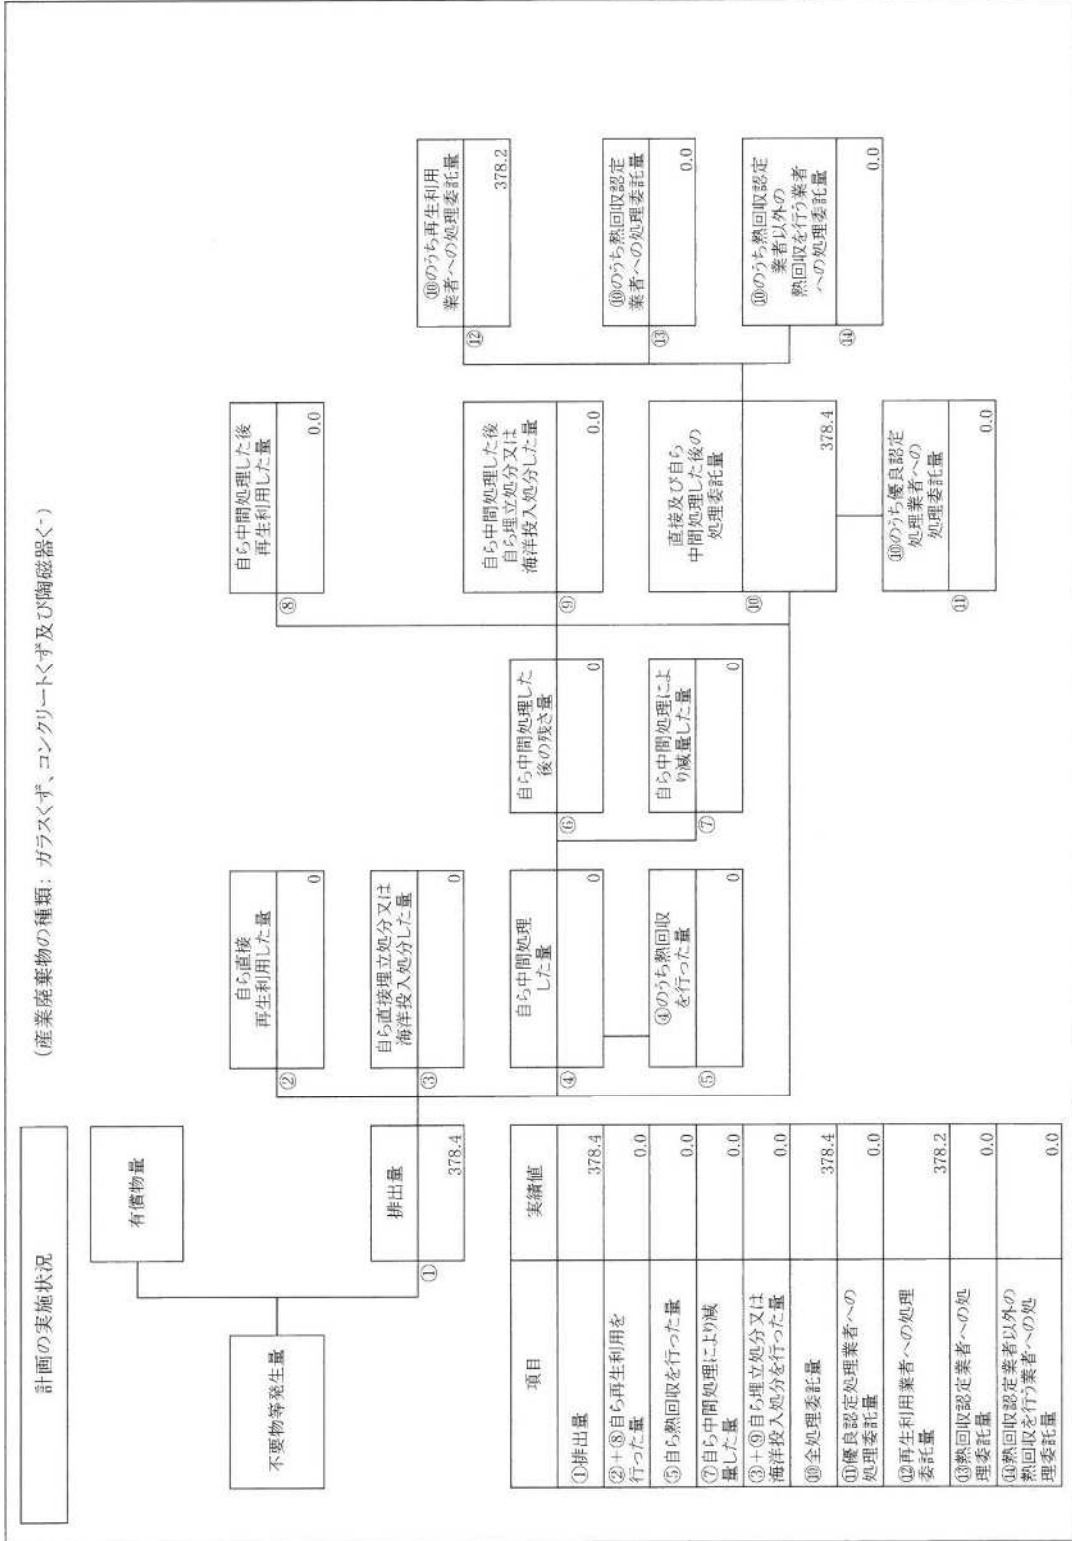 計画の実施状況
(産業廃棄物の種類: ガラスくず、コンクリートくず及び陶磁器く-)
不要物等発生量
有償物量
①
排出量
378.4
②
自ら直接
再生利用した量
0
③
自ら直接埋立処分又は
海洋投入処分した量
0
④
自ら中間処理
した量
0
⑤
④のうち熱回収
を行った量
0
⑥
自ら中間処理した
後の残さ量
0
⑦
自ら中間処理によ
り減量した量
0
⑧
自ら中間処理した後
再生利用した量
0.0
⑨
自ら中間処理した後
自ら埋立処分又は
海洋投入処分した量
0.0
⑩
直接及び自ら
中間処理した後の
処理委託量
378.4
⑪
⑩のうち優良認定
処理業者への
処理委託量
0.0
⑫
⑩のうち再生利用
業者への処理委託量
378.2
⑬
⑩のうち熱回収認定
業者への処理委託量
0.0
⑭
⑩のうち熱回収認定
業者以外の
熱回収を行う業者
への処理委託量
0.0
項目 実績値
①排出量 378.4
②+⑧自ら再生利用を
行った量 0.0
⑤自ら熱回収を行った量 0.0
⑦自ら中間処理により減
量した量 0.0
③+⑨自ら埋立処分又は
海洋投入処分を行った量 0.0
⑩全処理委託量 378.4
⑪優良認定処理業者への
処理委託量 0.0
⑫再生利用業者への処理
委託量 378.2
⑬熱回収認定業者への処
理委託量 0.0
⑭熱回収認定業者以外の
熱回収を行う業者への処
理委託量 0.0